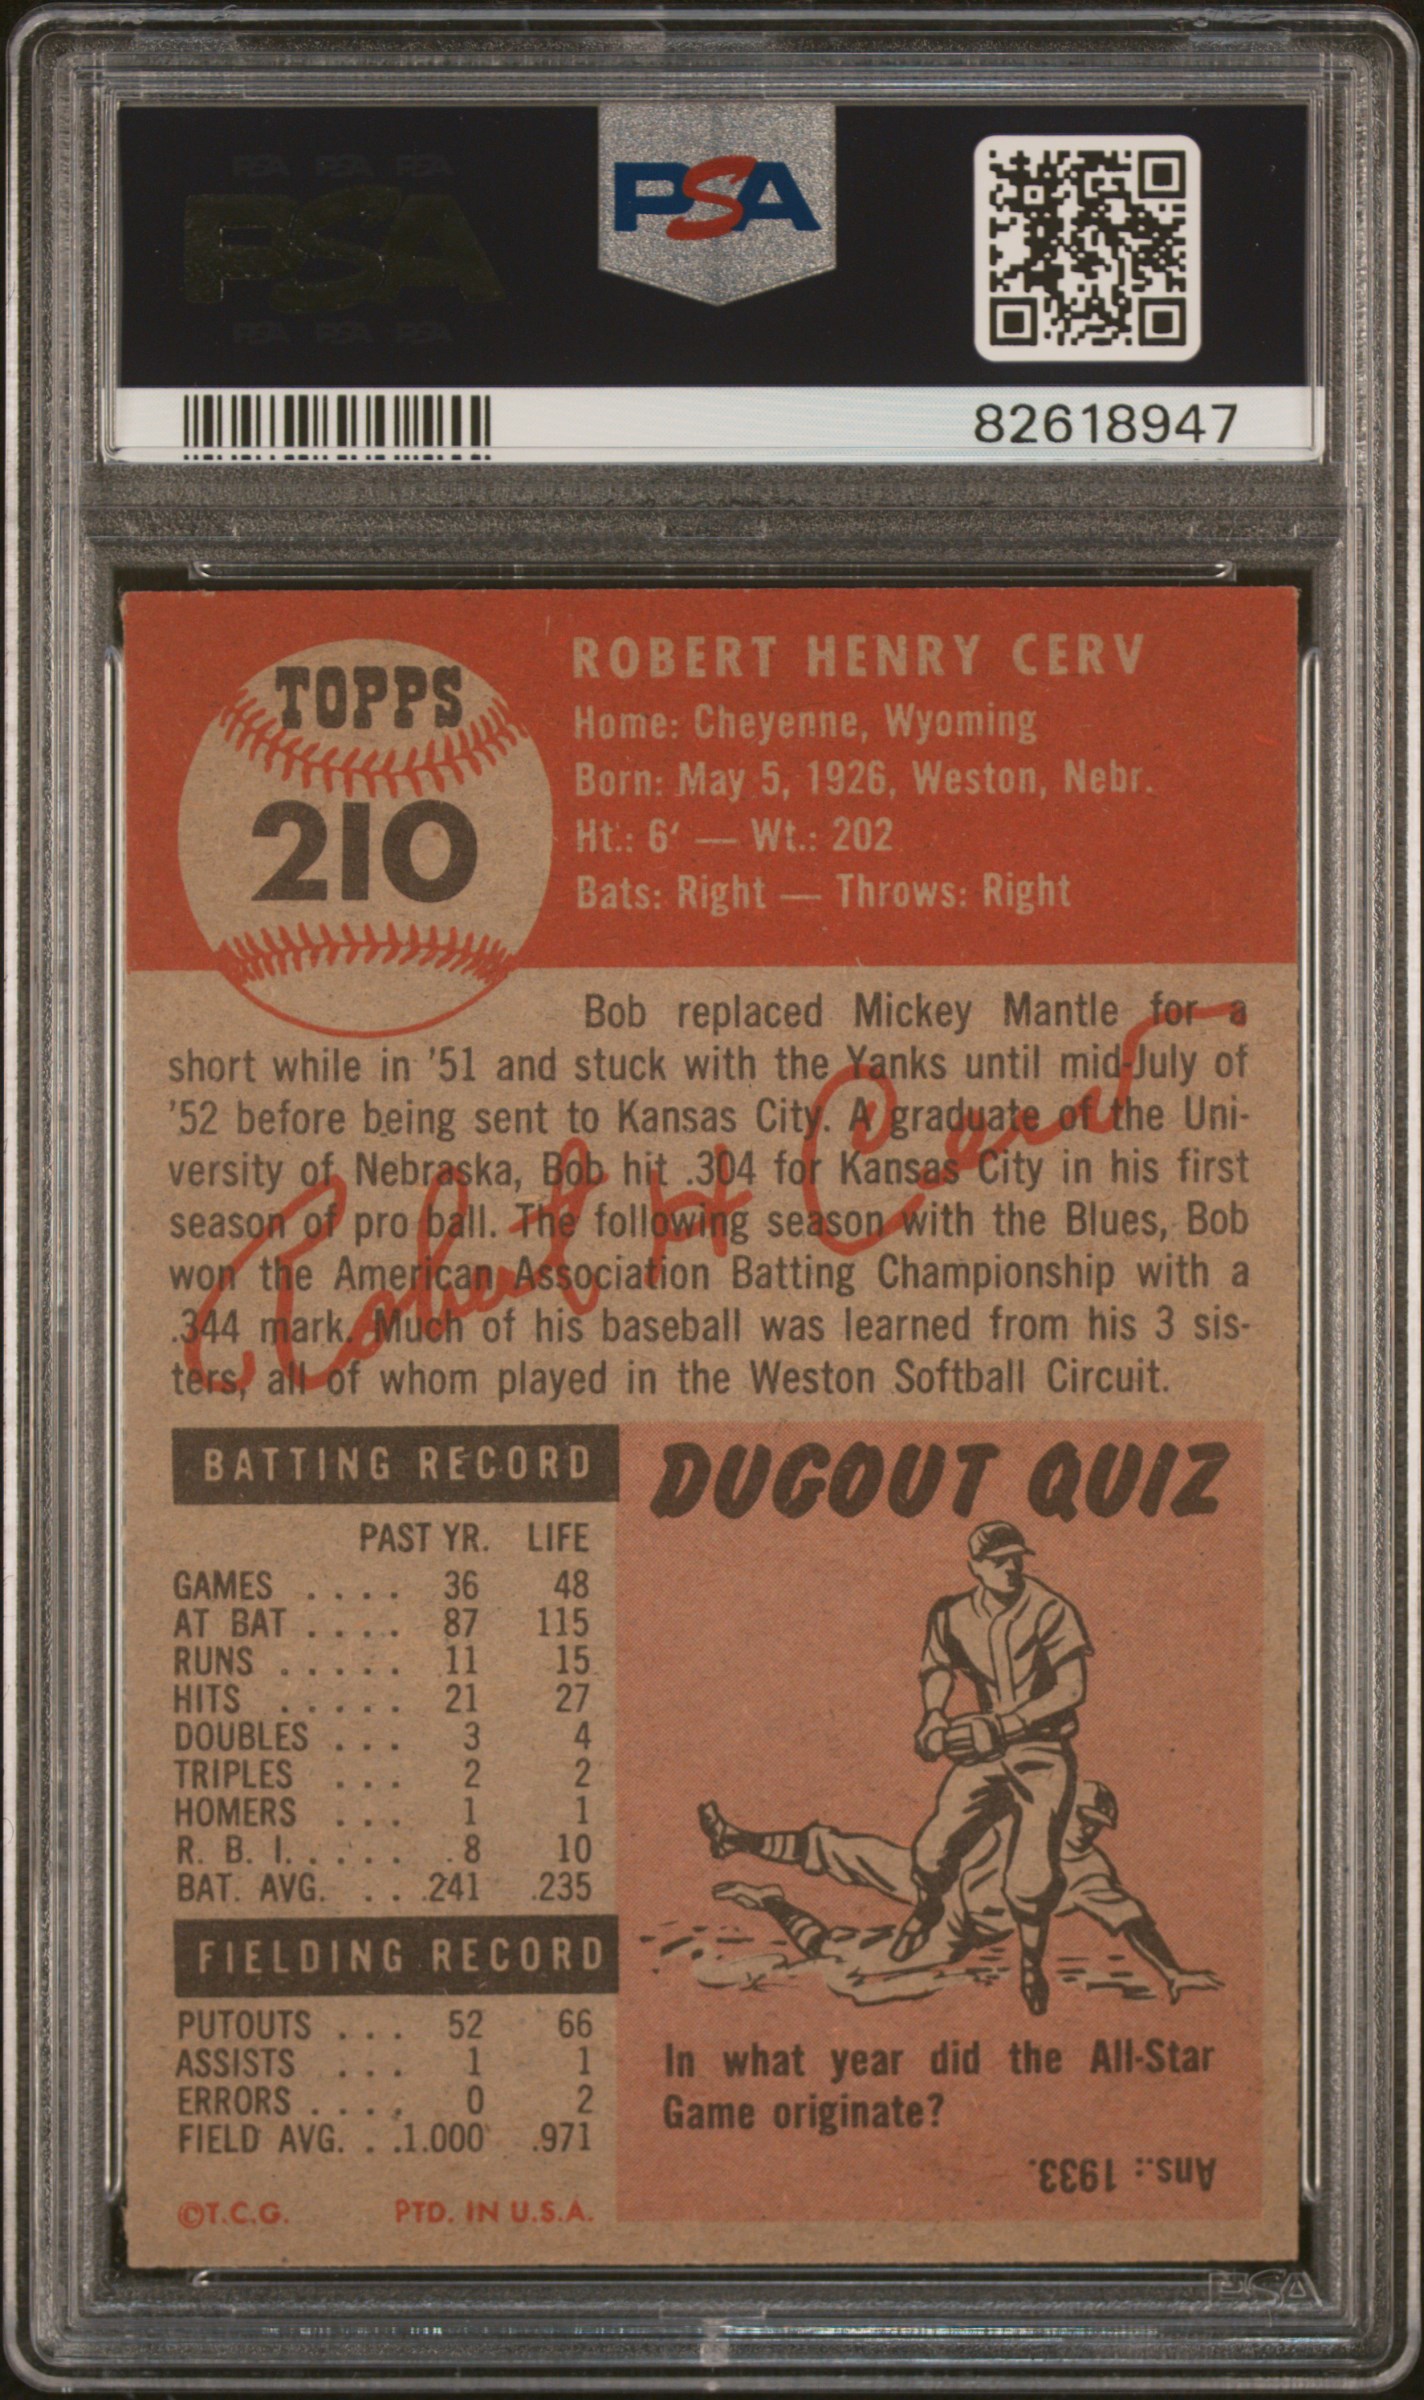 PSA PSA PSA
PSA
PSA PSA PSA
PSA
82618947
TOPPS
210
ROBERT HENRY CERV
Home: Cheyenne, Wyoming
Born: May 5, 1926, Weston, Nebr.
Ht.: 6' — Wt.: 202
Bats: Right — Throws: Right
Bob replaced Mickey Mantle for a
short while in '51 and stuck with the Yanks until mid-July of
'52 before being sent to Kansas City. A graduate of the Uni-
versity of Nebraska, Bob hit .304 for Kansas City in his first
season of pro ball. The following season with the Blues, Bob
won the American Association Batting Championship with a
.344 mark. Much of his baseball was learned from his 3 sis-
ters, all of whom played in the Weston Softball Circuit.
Robert H Cerv
BATTING RECORD
PAST YR. LIFE
GAMES .... 36 48
AT BAT .... 87 115
RUNS ..... 11 15
HITS ..... 21 27
DOUBLES ... 3 4
TRIPLES ... 2 2
HOMERS ... 1 1
R. B. I. .... 8 10
BAT. AVG. .. .241 .235
FIELDING RECORD
PUTOUTS ... 52 66
ASSISTS ... 1 1
ERRORS .... 0 2
FIELD AVG. . .1.000 .971
©T.C.G. PTD. IN U.S.A.
DUGOUT QUIZ
In what year did the All-Star
Game originate?
Ans.: 1933.
PSA